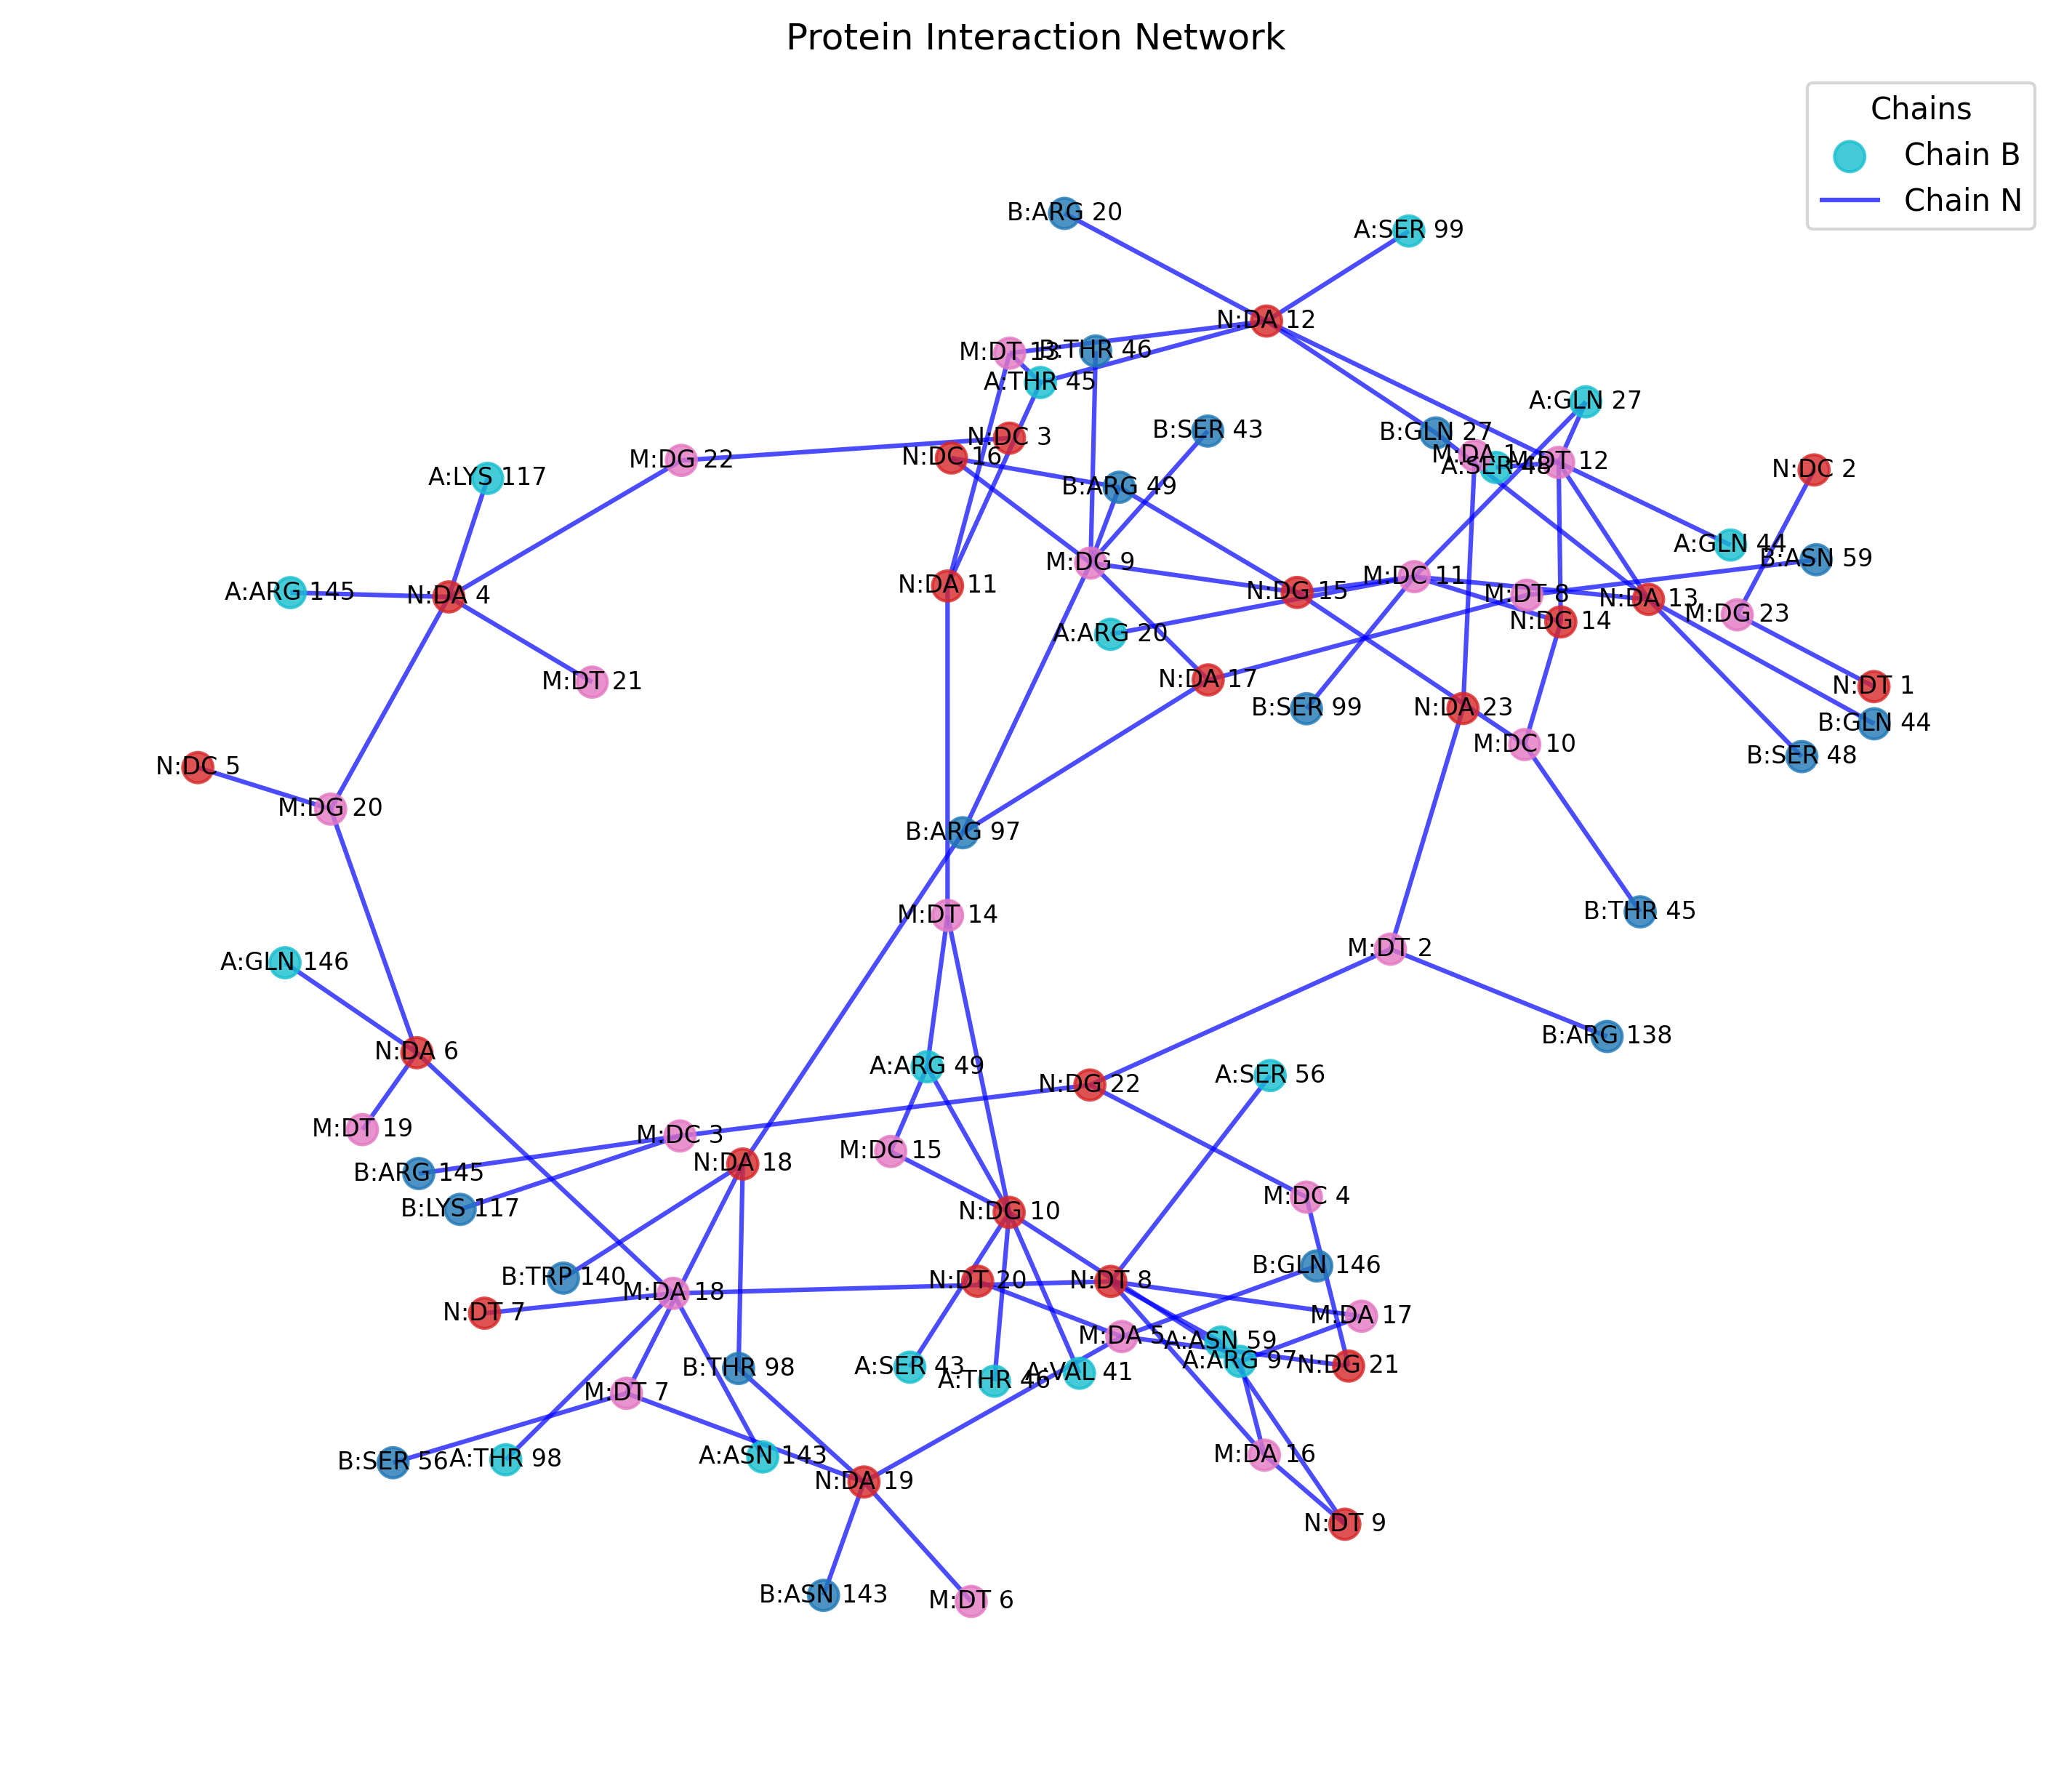 Protein Interaction Network
Chains
Chain B
Chain N
B:ARG 20
A:SER 99
N:DA 12
M:DT 13
B:THR 46
A:THR 45
A:GLN 27
B:SER 43
B:GLN 27
N:DC 3
N:DC 16
M:DG 22
M:DA 1
M:DT 12
A:SER 48
N:DC 2
A:LYS 117
B:ARG 49
A:GLN 44
B:ASN 59
M:DG 9
M:DC 11
N:DA 11
A:ARG 145
N:DA 4
N:DG 15
M:DT 8
N:DA 13
M:DG 23
N:DG 14
A:ARG 20
M:DT 21
N:DA 17
N:DT 1
B:SER 99
N:DA 23
B:GLN 44
M:DC 10
B:SER 48
N:DC 5
M:DG 20
B:ARG 97
M:DT 14
B:THR 45
M:DT 2
A:GLN 146
B:ARG 138
N:DA 6
A:ARG 49
N:DG 22
A:SER 56
M:DT 19
M:DC 3
M:DC 15
N:DA 18
B:ARG 145
M:DC 4
B:LYS 117
N:DG 10
B:GLN 146
B:TRP 140
N:DT 20
N:DT 8
M:DA 18
N:DT 7
M:DA 17
M:DA 5
A:ASN 59
A:ARG 97
N:DG 21
B:THR 98
A:SER 43
A:THR 46
A:VAL 41
M:DT 7
A:ASN 143
M:DA 16
B:SER 56
A:THR 98
N:DA 19
N:DT 9
B:ASN 143
M:DT 6